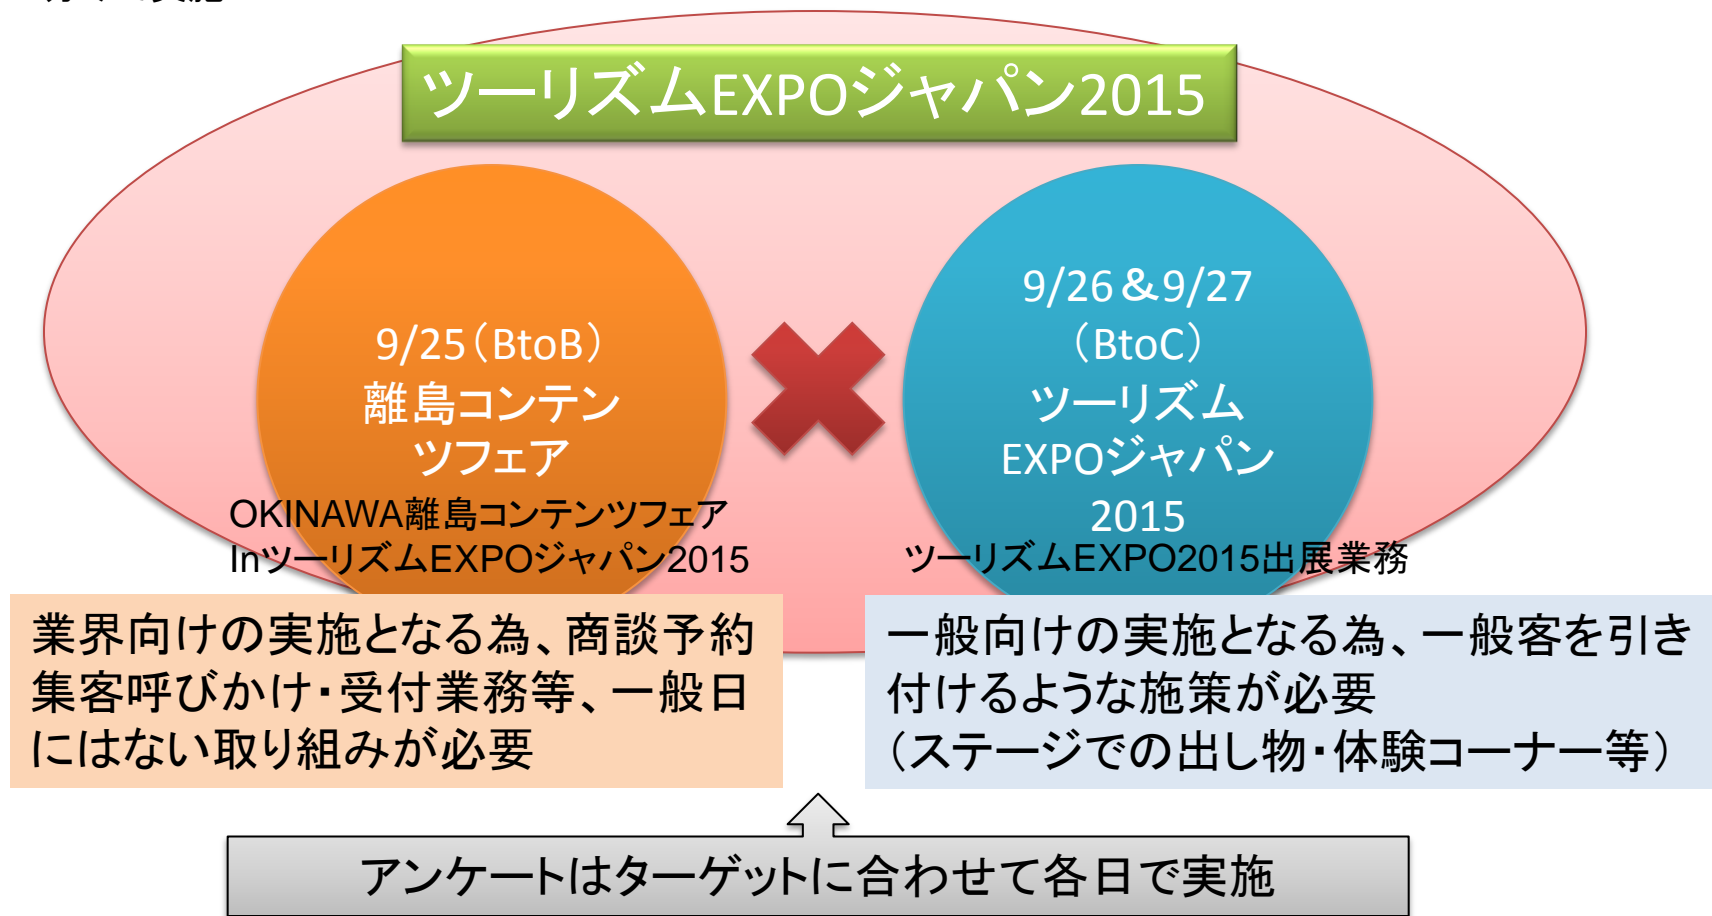 ツーリズムEXPOジャパン2015
9/25（BtoB）
離島コンテン
ツフェア
OKINAWA離島コンテンツフェア
InツーリズムEXPOジャパン2015
9/26＆9/27
（BtoC）
ツーリズム
EXPOジャパン
2015
ツーリズムEXPO2015出展業務
業界向けの実施となる為、商談予約
集客呼びかけ・受付業務等、一般日
にはない取り組みが必要
一般向けの実施となる為、一般客を引き
付けるような施策が必要
（ステージでの出し物・体験コーナー等）
アンケートはターゲットに合わせて各日で実施